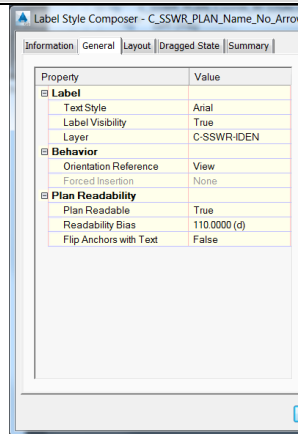 Label Style Composer - C_SSWR_PLAN_Name_No_Arrow
Information General Layout Dragged State Summary
Property Value
Label
Text Style Arial
Label Visibility True
Layer C-SSWR-IDEN
Behavior
Orientation Reference View
Forced Insertion None
Plan Readability
Plan Readable True
Readability Bias 110.0000 (d)
Flip Anchors with Text False